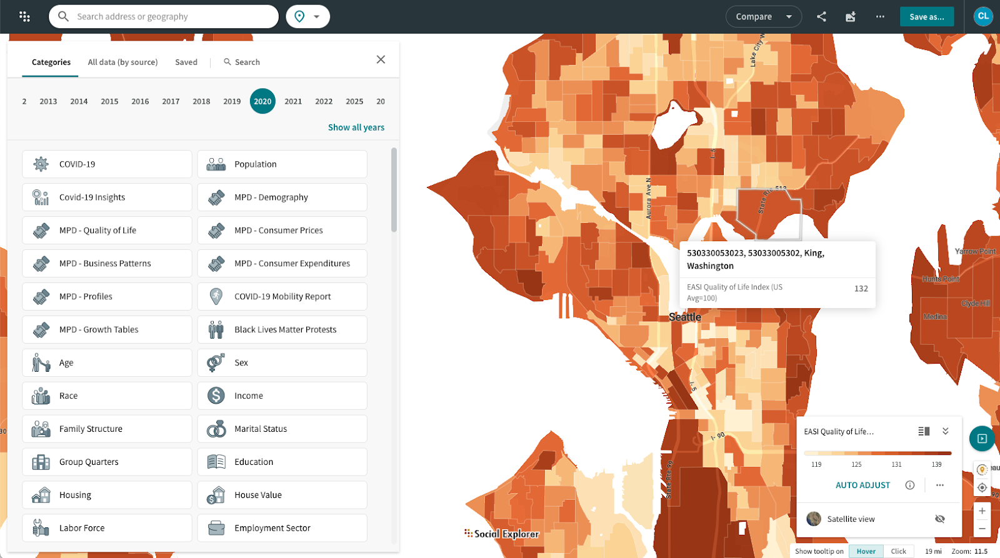 Search address or geography
Compare
Save as...
CL
Categories
All data (by source)
Saved
Search
2 2013 2014 2015 2016 2017 2018 2019 2020 2021 2022 2025 20
Show all years
COVID-19
Population
Covid-19 Insights
MPD - Demography
MPD - Quality of Life
MPD - Consumer Prices
MPD - Business Patterns
MPD - Consumer Expenditures
MPD - Profiles
COVID-19 Mobility Report
MPD - Growth Tables
Black Lives Matter Protests
Age
Sex
Race
Income
Family Structure
Marital Status
Group Quarters
Education
Housing
House Value
Labor Force
Employment Sector
Lake City W
I- 5
Aurora Ave N
State Rte 513
530330053023, 53033005302, King,
Washington
EASI Quality of Life Index (US
Avg=100)
132
Seattle
Yarrow Point
Hunts Point
Clyde Hill
Medina
I- 5
I- 90
State Rte 99
30
EASI Quality of Life...
119 125 131 139
AUTO ADJUST
Satellite view
eau
90
Social Explorer
Show tooltip on Hover Click 19 mi Zoom: 11.5